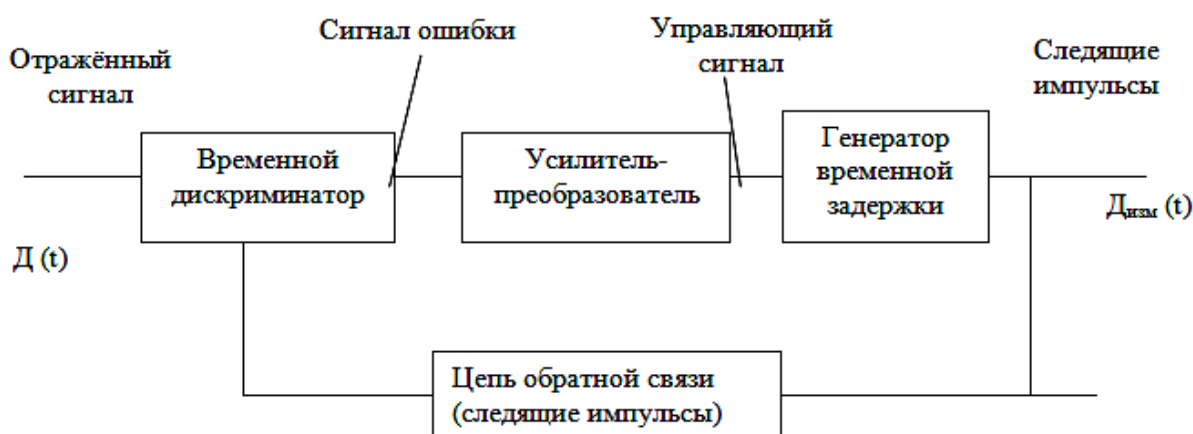 Отражённый
сигнал
Сигнал ошибки
Управляющий
сигнал
Следящие
импульсы
Временной
дискриминатор
Усилитель-
преобразователь
Генератор
временной
задержки
Д (t)
Дизм (t)
Цепь обратной связи
(следящие импульсы)